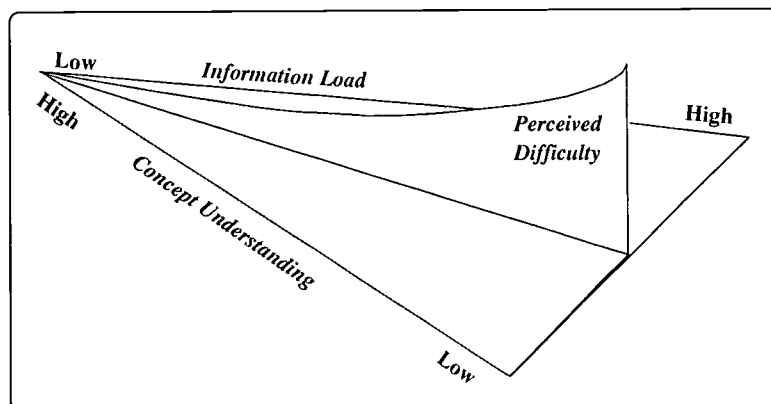 Low
Information Load
High
Perceived
Difficulty
High
Concept Understanding
Low